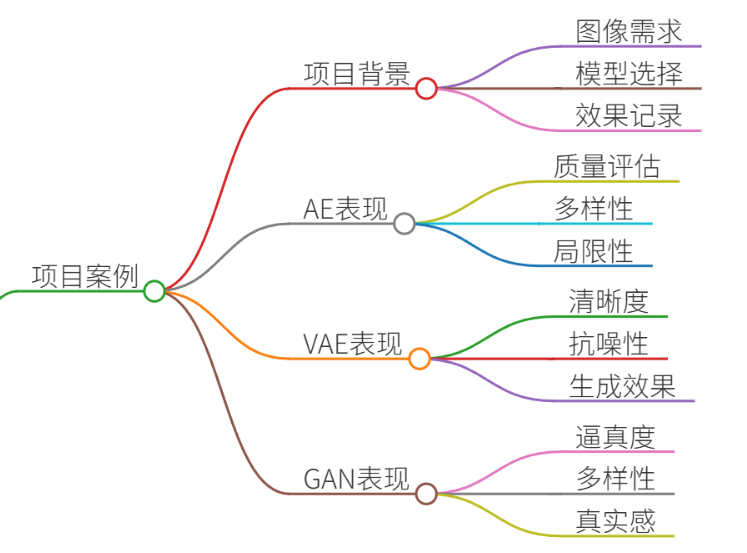 项目案例
项目背景
图像需求
模型选择
效果记录
AE表现
质量评估
多样性
局限性
VAE表现
清晰度
抗噪性
生成效果
GAN表现
逼真度
多样性
真实感